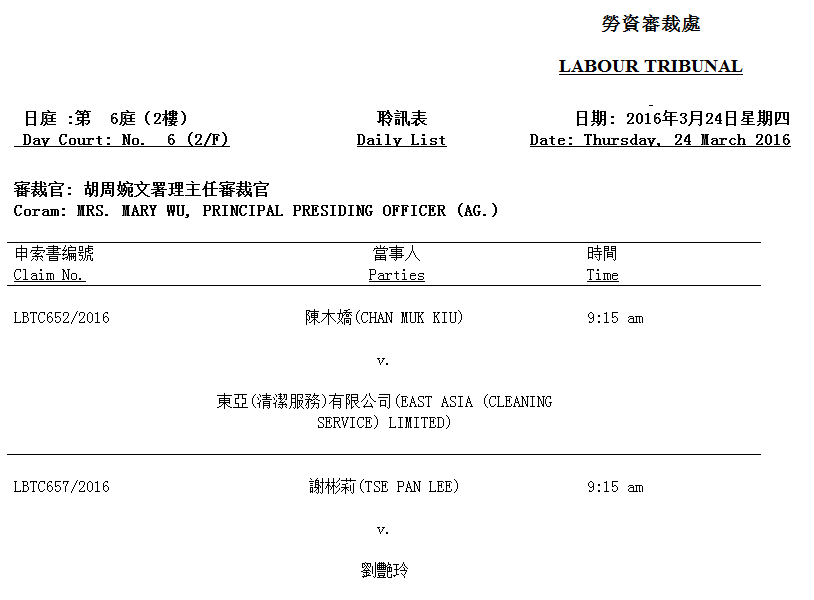 勞資審裁處
LABOUR TRIBUNAL
日庭 :第 6庭 (2樓) 聆訊表 日期: 2016年3月24日星期四
Day Court: No. 6 (2/F) Daily List Date: Thursday, 24 March 2016
審裁官: 胡周婉文署理主任審裁官
Coram: MRS. MARY WU, PRINCIPAL PRESIDING OFFICER (AG.)
申索書编號 當事人 時間
Claim No. Parties Time
LBTC652/2016 陳木嬌(CHAN MUK KIU) 9:15 am
v.
東亞(清潔服務)有限公司(EAST ASIA (CLEANING
SERVICE) LIMITED)
LBTC657/2016 謝彬莉(TSE PAN LEE) 9:15 am
v.
劉艷玲